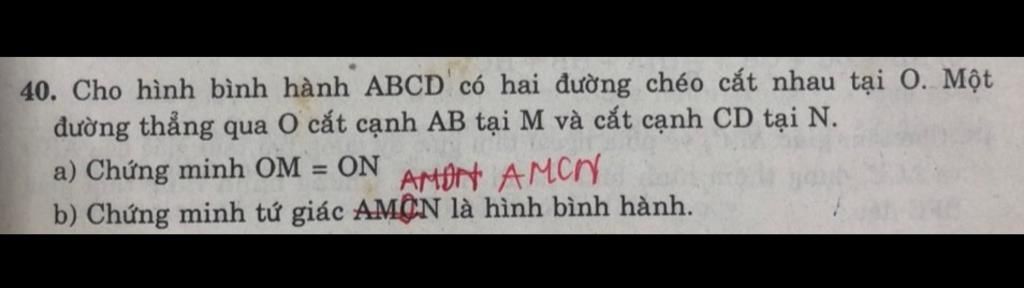 40. Cho hình bình hành ABCD có hai đường chéo cắt nhau tại O. Một
đường thẳng qua O cắt cạnh AB tại M và cắt cạnh CD tại N.
a) Chứng minh OM = ON AMDN AMCN
b) Chứng minh tứ giác AMCN là hình bình hành.